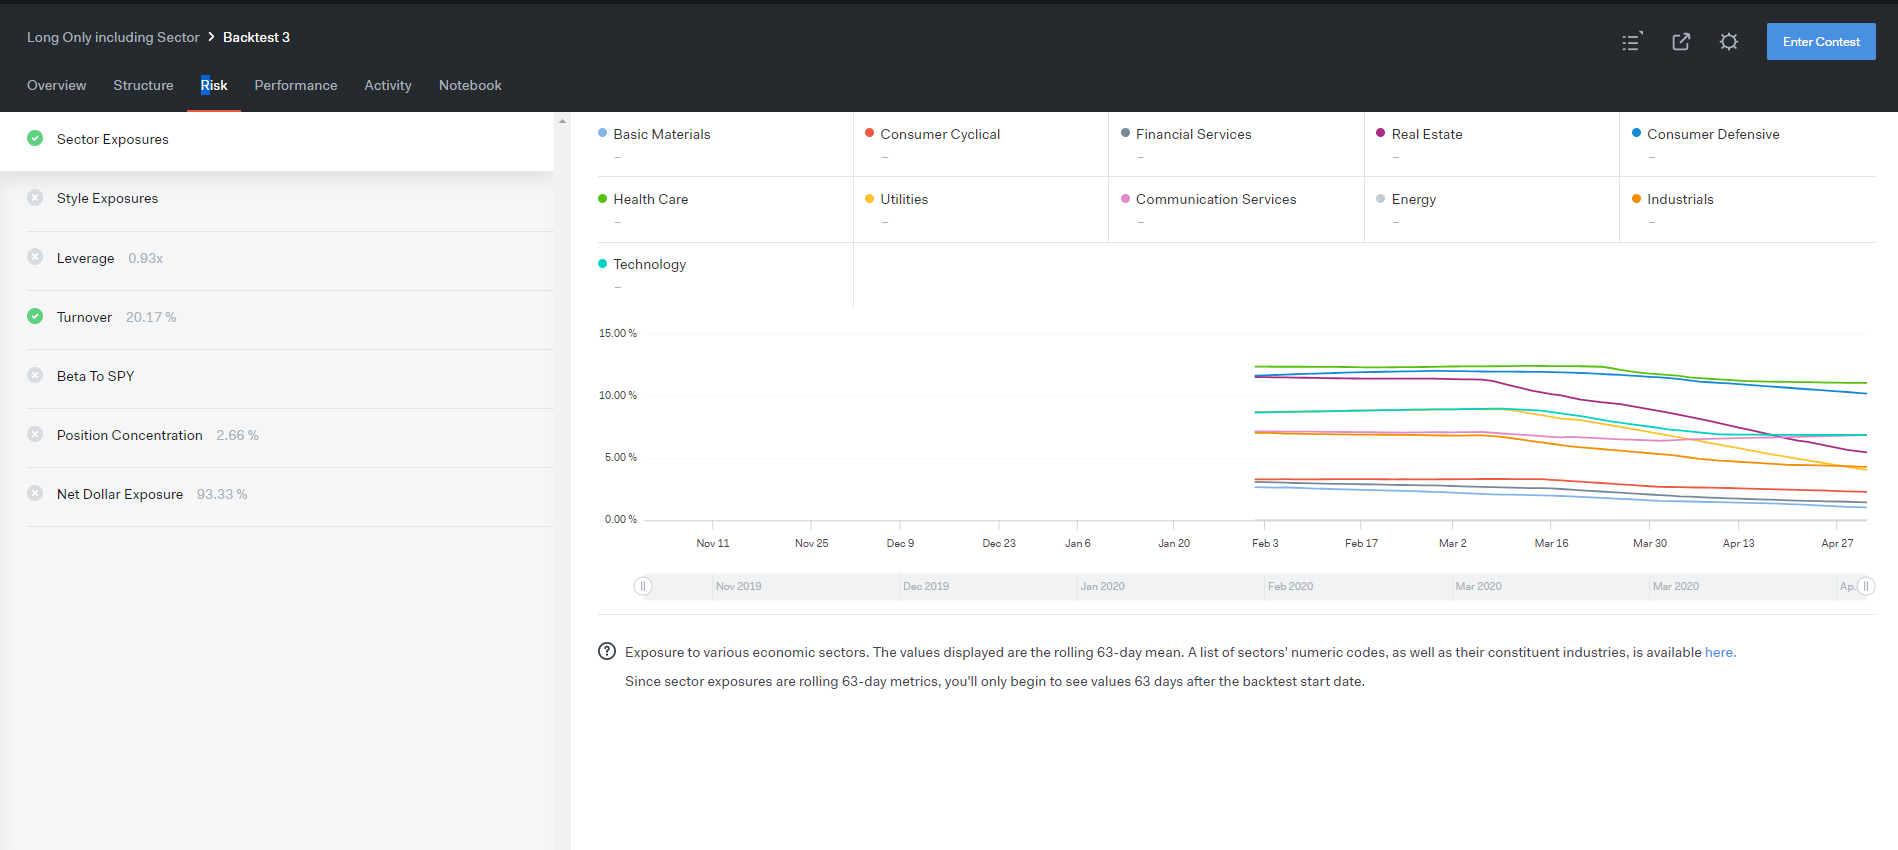 Long Only including Sector > Backtest 3
Enter Contest
Overview Structure Risk Performance Activity Notebook
Sector Exposures
Style Exposures
Leverage 0.93x
Turnover 20.17 %
Beta To SPY
Position Concentration 2.66 %
Net Dollar Exposure 93.33 %
Basic Materials Consumer Cyclical Financial Services Real Estate Consumer Defensive
– – – – –
Health Care Utilities Communication Services Energy Industrials
– – – – –
Technology
–
15.00 %
10.00 %
5.00 %
0.00 %
Nov 11 Nov 25 Dec 9 Dec 23 Jan 6 Jan 20 Feb 3 Feb 17 Mar 2 Mar 16 Mar 30 Apr 13 Apr 27
Nov 2019 Dec 2019 Jan 2020 Feb 2020 Mar 2020 Mar 2020 Ap.
Exposure to various economic sectors. The values displayed are the rolling 63-day mean. A list of sectors' numeric codes, as well as their constituent industries, is available here.
Since sector exposures are rolling 63-day metrics, you'll only begin to see values 63 days after the backtest start date.